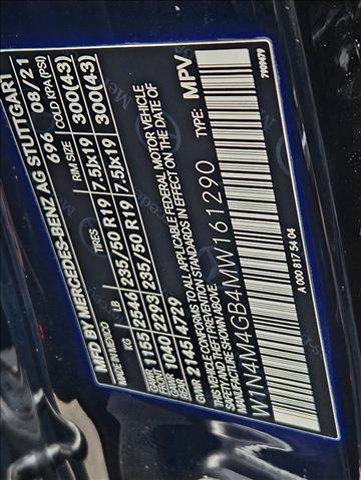 MFD BY MERCEDES-BENZ AG STUTTGART
MADE IN MEXICO 696 08/21
KG LB TIRES RIM SIZE COLD KPA (PSI)
GAWR FRONT 1155 2546 235/50 R19 7.5Jx19 300(43)
GAWR REAR 1040 2293 235/50 R19 7.5Jx19 300(43)
GVWR 2145 4729
THIS VEHICLE CONFORMS TO ALL APPLICABLE FEDERAL MOTOR VEHICLE
SAFETY STANDARDS IN EFFECT ON THE DATE OF
MANUFACTURE SHOWN ABOVE.
W1N4M4GB4MW161290 TYPE: MPV
A 000 817 54 04
7909479